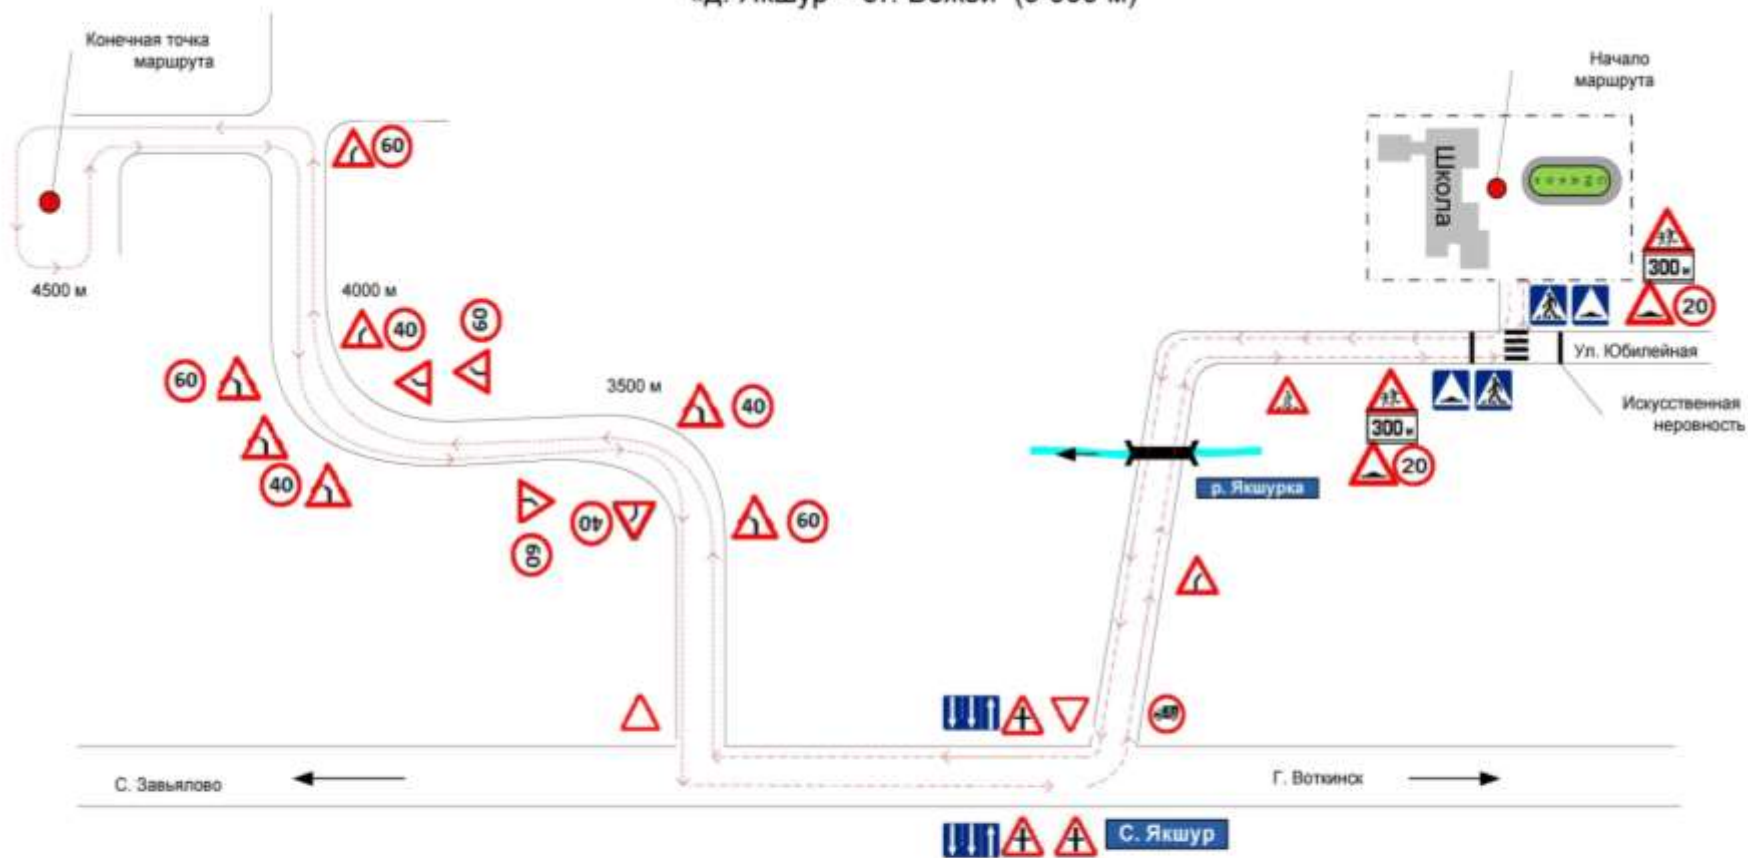 Конечная точка
маршрута
Начало
маршрута
60
Школа
300 м
4500 м
4000 м
20
40
60
Ул. Юбилейная
60
3500 м
40
Искусственная
неровность
300 м
20
40
р. Якшурка
40
60
60
С. Завьялово
Г. Воткинск
С. Якшур